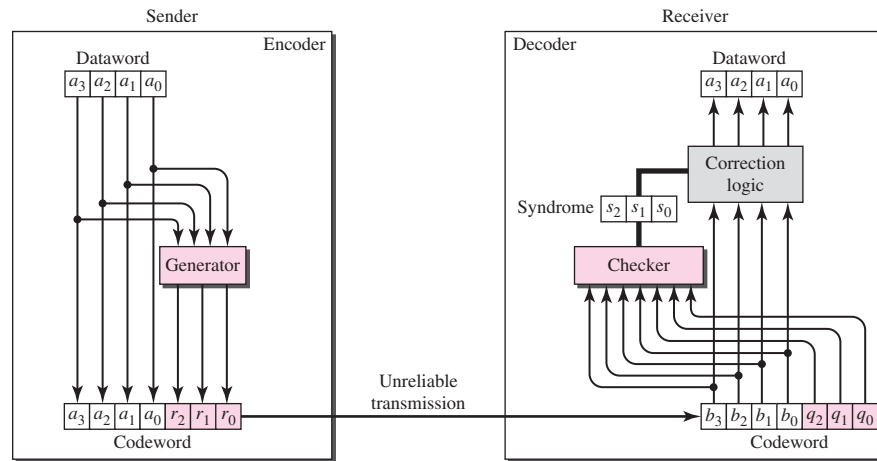 Sender
Receiver
Encoder
Decoder
Dataword
a3 a2 a1 a0
Dataword
a3 a2 a1 a0
Correction
logic
Syndrome s2 s1 s0
Generator
Checker
Unreliable
transmission
a3 a2 a1 a0 r2 r1 r0
Codeword
b3 b2 b1 b0 q2 q1 q0
Codeword